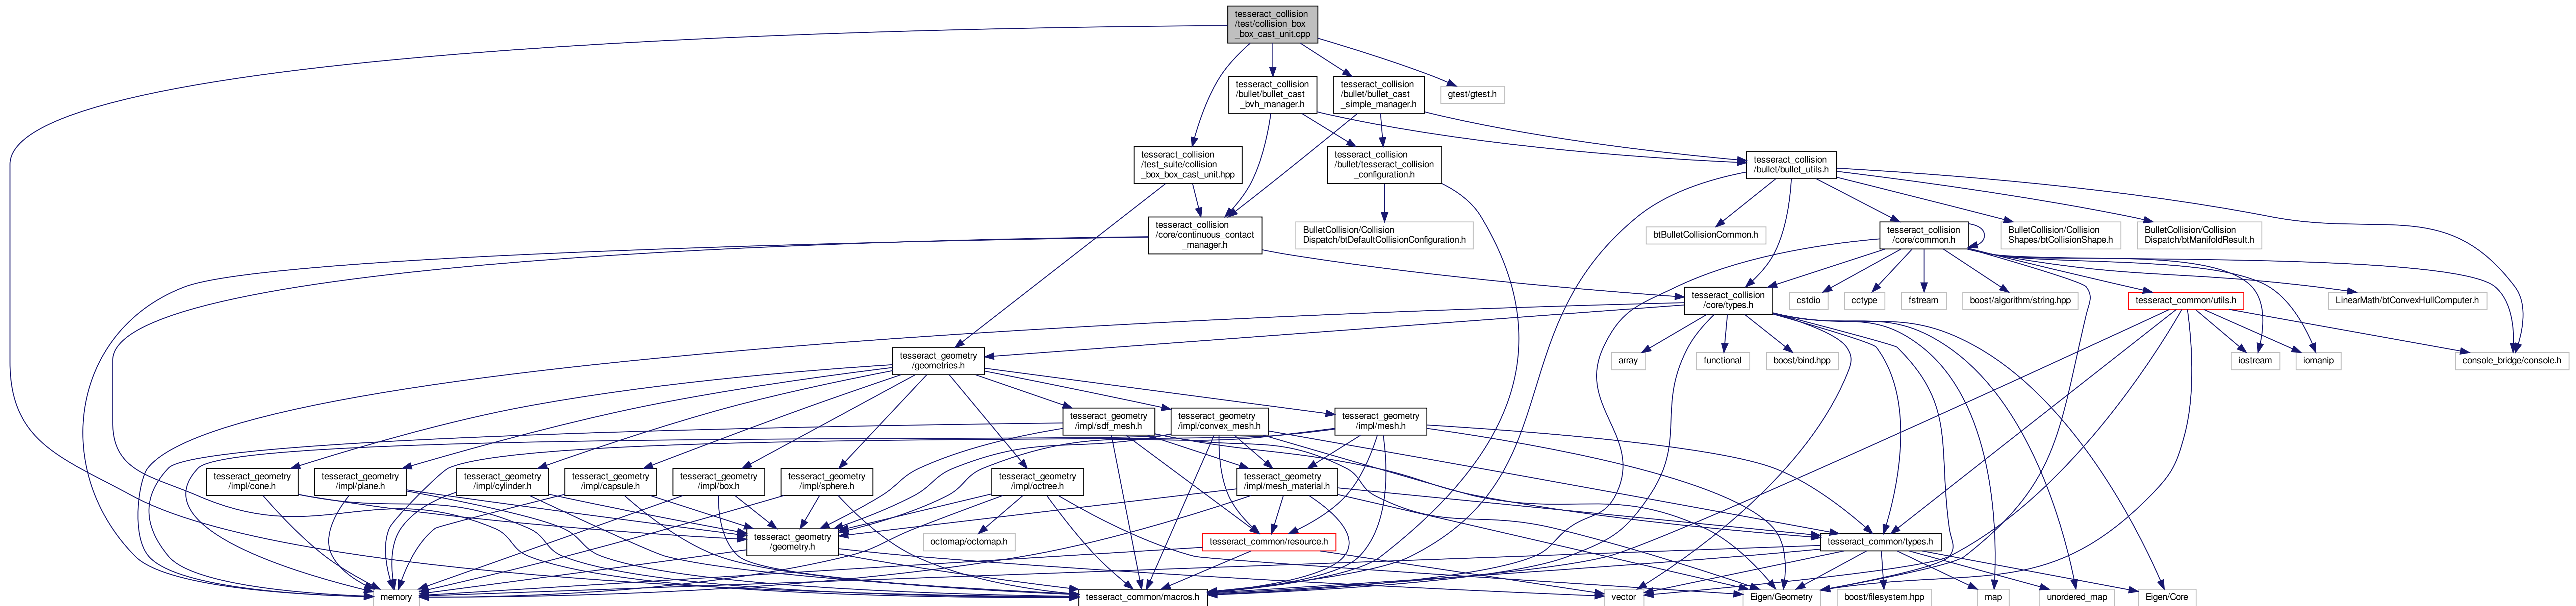 tesseract_collision
/test/collision_box
_box_cast_unit.cpp
tesseract_collision
/bullet/bullet_cast
_bvh_manager.h
tesseract_collision
/bullet/bullet_cast
_simple_manager.h
gtest/gtest.h
tesseract_collision
/test_suite/collision
_box_box_cast_unit.hpp
tesseract_collision
/bullet/tesseract_collision
_configuration.h
tesseract_collision
/bullet/bullet_utils.h
tesseract_collision
/core/continuous_contact
_manager.h
BulletCollision/Collision
Dispatch/btDefaultCollisionConfiguration.h
btBulletCollisionCommon.h
tesseract_collision
/core/common.h
BulletCollision/Collision
Shapes/btCollisionShape.h
BulletCollision/Collision
Dispatch/btManifoldResult.h
tesseract_collision
/core/types.h
cstdio
cctype
fstream
boost/algorithm/string.hpp
tesseract_common/utils.h
LinearMath/btConvexHullComputer.h
tesseract_geometry
/geometries.h
array
functional
boost/bind.hpp
iostream
iomanip
console_bridge/console.h
tesseract_geometry
/impl/sdf_mesh.h
tesseract_geometry
/impl/convex_mesh.h
tesseract_geometry
/impl/mesh.h
tesseract_geometry
/impl/cone.h
tesseract_geometry
/impl/plane.h
tesseract_geometry
/impl/cylinder.h
tesseract_geometry
/impl/capsule.h
tesseract_geometry
/impl/box.h
tesseract_geometry
/impl/sphere.h
tesseract_geometry
/impl/octree.h
tesseract_geometry
/impl/mesh_material.h
tesseract_geometry
/geometry.h
octomap/octomap.h
tesseract_common/resource.h
tesseract_common/types.h
memory
tesseract_common/macros.h
vector
Eigen/Geometry
boost/filesystem.hpp
map
unordered_map
Eigen/Core